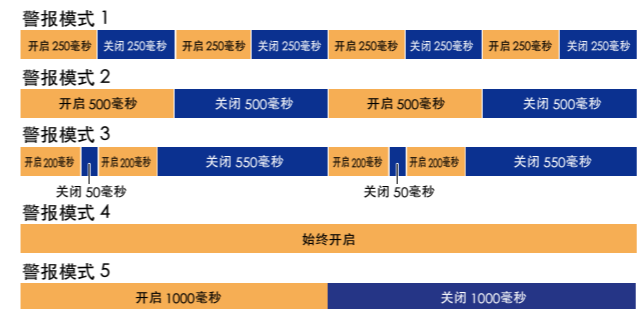 警报模式 1
开启 250毫秒 关闭 250毫秒 开启 250毫秒 关闭 250毫秒 开启 250毫秒 关闭 250毫秒 开启 250毫秒 关闭 250毫秒
警报模式 2
开启 500毫秒 关闭 500毫秒 开启 500毫秒 关闭 500毫秒
警报模式 3
开启 200毫秒 开启 200毫秒 关闭 550毫秒 开启 200毫秒 开启 200毫秒 关闭 550毫秒
关闭 50毫秒 关闭 50毫秒
警报模式 4
始终开启
警报模式 5
开启 1000毫秒 关闭 1000毫秒